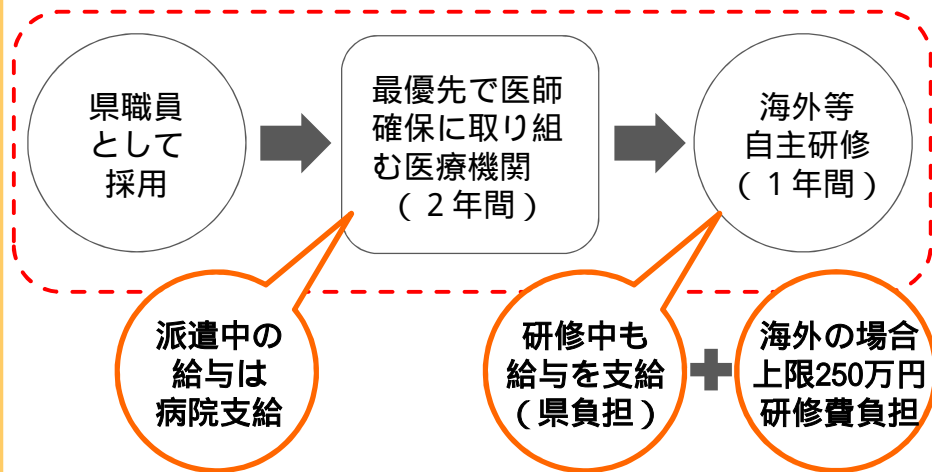 県職員
として
採用
最優先で医師
確保に取り組
む医療機関
（２年間）
海外等
自主研修
（１年間）
派遣中の
給与は
病院支給
研修中も
給与を支給
（県負担）
海外の場合
上限250万円
研修費負担